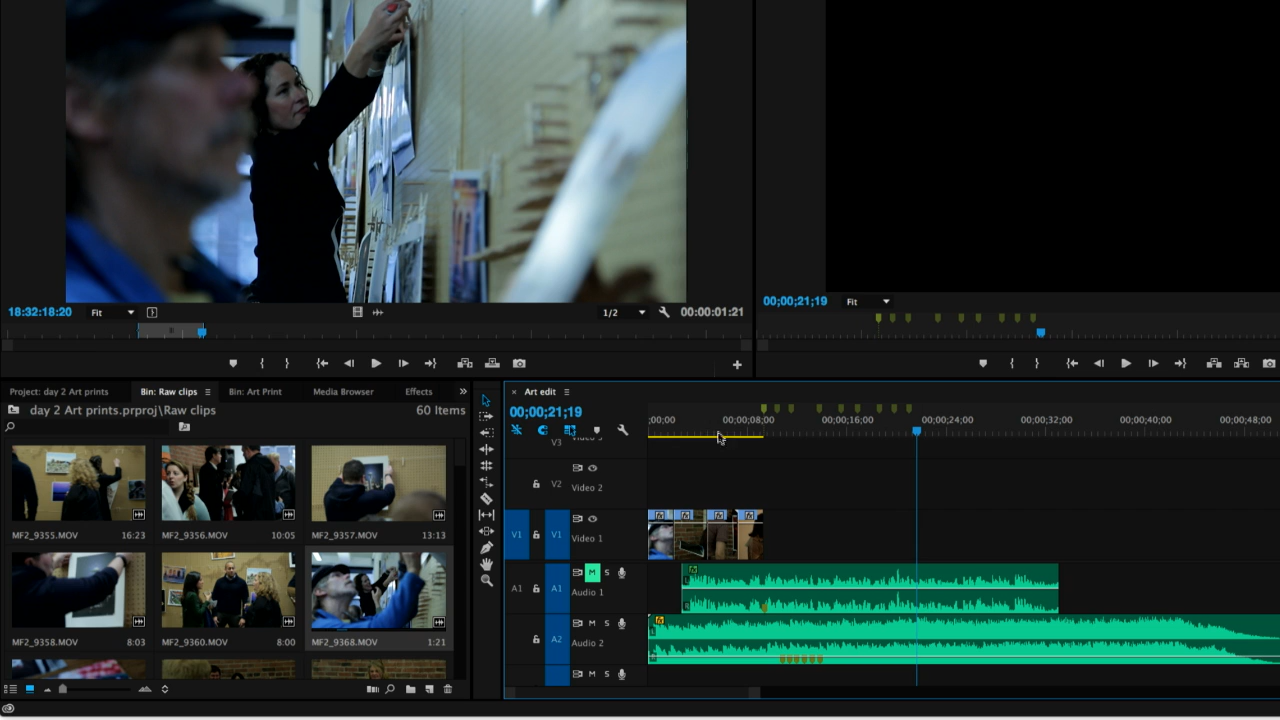 18:32:18:20 Fit 1/2 00:00:01:21
00;00;21;19 Fit
Project: day 2 Art prints Bin: Raw clips Bin: Art Print Media Browser Effects
day 2 Art prints.prproj\Raw clips 60 Items
MF2_9355.MOV 16:23 MF2_9356.MOV 10:05 MF2_9357.MOV 13:13
MF2_9358.MOV 8:03 MF2_9360.MOV 8:00 MF2_9368.MOV 1:21
× Art edit
00;00;21;19
;00;00 00;00;08;00 00;00;16;00 00;00;24;00 00;00;32;00 00;00;40;00 00;00;48;00
V3 Video 3
V2 Video 2
V1 V1 Video 1
A1 A1 M S Audio 1
A2 M S Audio 2
M S